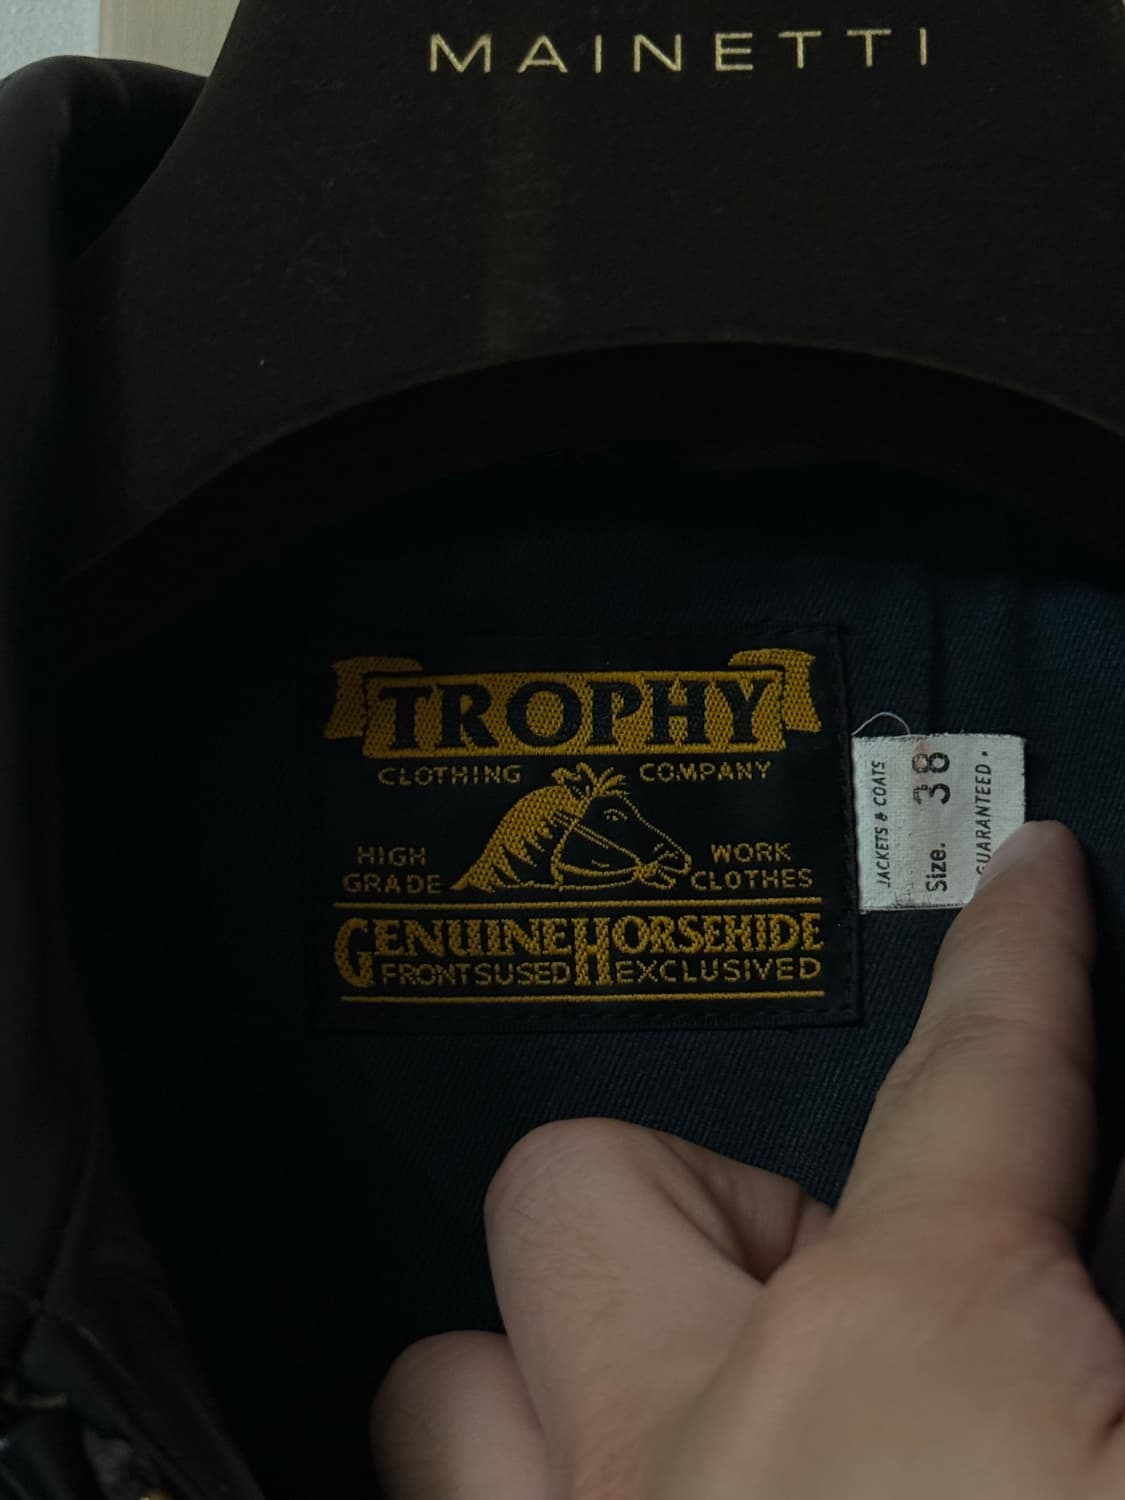 MAINETTI
TROPHY
CLOTHING COMPANY
HIGH GRADE
WORK CLOTHES
GENUINE HORSEHIDE
FRONTSUSED EXCLUSIVED
JACKETS & COATS
Size. 38
GUARANTEED.